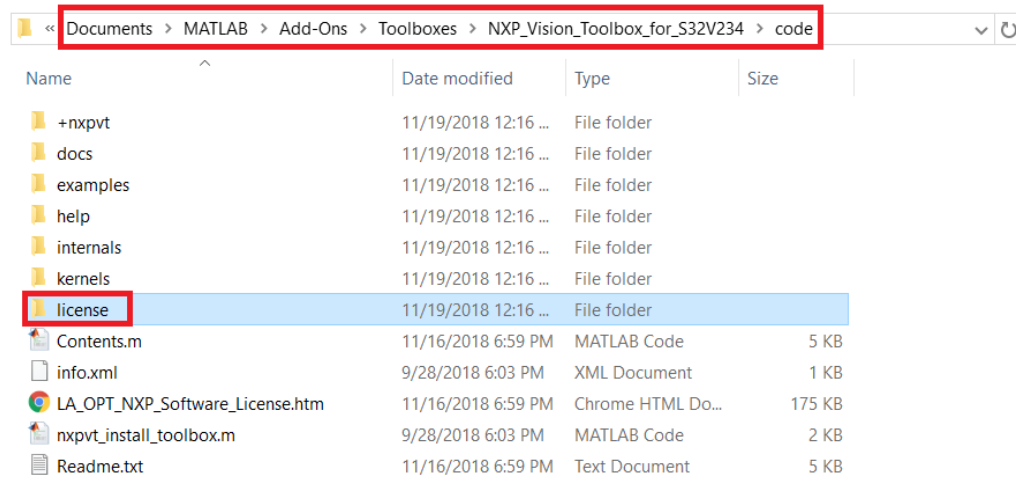 « Documents > MATLAB > Add-Ons > Toolboxes > NXP_Vision_Toolbox_for_S32V234 > code
Name Date modified Type Size
+nxpvt 11/19/2018 12:16 ... File folder
docs 11/19/2018 12:16 ... File folder
examples 11/19/2018 12:16 ... File folder
help 11/19/2018 12:16 ... File folder
internals 11/19/2018 12:16 ... File folder
kernels 11/19/2018 12:16 ... File folder
license 11/19/2018 12:16 ... File folder
Contents.m 11/16/2018 6:59 PM MATLAB Code 5 KB
info.xml 9/28/2018 6:03 PM XML Document 1 KB
LA_OPT_NXP_Software_License.htm 11/16/2018 6:59 PM Chrome HTML Do... 175 KB
nxpvt_install_toolbox.m 9/28/2018 6:03 PM MATLAB Code 2 KB
Readme.txt 11/16/2018 6:59 PM Text Document 5 KB